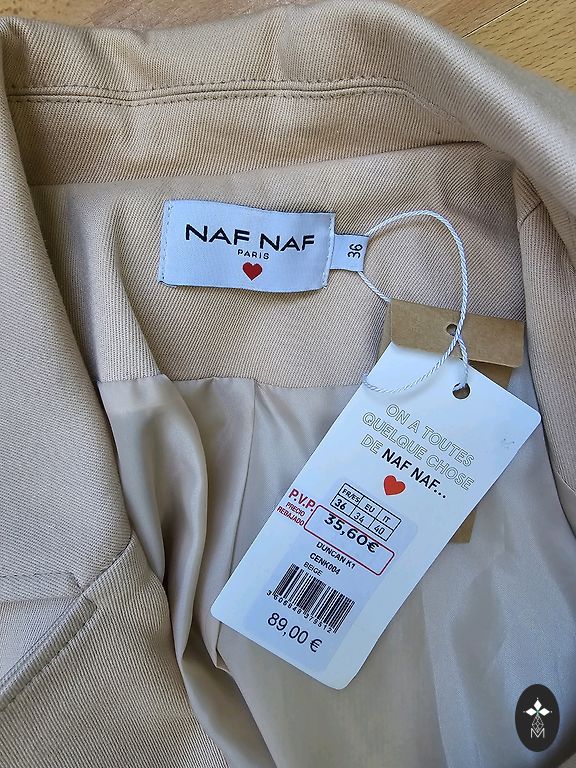 NAF NAF
PARIS
36
ON A TOUTES
QUELQUE CHOSE
DE NAF NAF...
FR/ES EU IT
36 34 40
P.V.P.
PRECIO
REBAJADO
35,60€
DUNCAN K1
CENK004
BEIGE
89,00 €